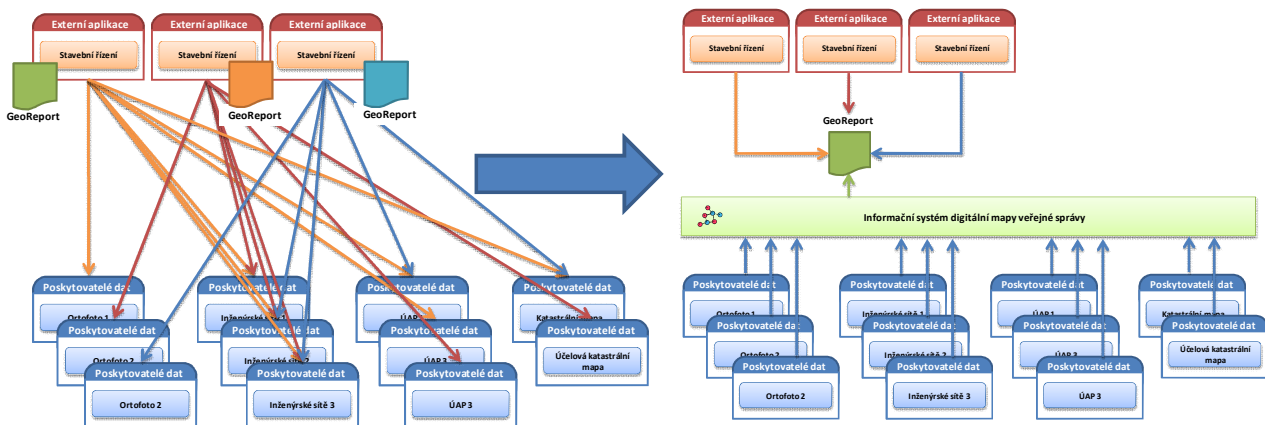 Externí aplikace
Stavební řízení
Externí aplikace
Stavební řízení
Externí aplikace
Stavební řízení
GeoReport
GeoReport
GeoReport
Poskytovatelé dat
Ortofoto 1
Poskytovatelé dat
Ortofoto 2
Poskytovatelé dat
Ortofoto 2
Poskytovatelé dat
Inženýrské sítě 1
Poskytovatelé dat
Inženýrské sítě 2
Poskytovatelé dat
Inženýrské sítě 3
Poskytovatelé dat
Poskytovatelé dat
ÚAP 3
Poskytovatelé dat
ÚAP 3
Poskytovatelé dat
Katastrální mapa
Poskytovatelé dat
Účelová katastrální
mapa
Externí aplikace
Stavební řízení
Externí aplikace
Stavební řízení
Externí aplikace
Stavební řízení
GeoReport
Informační systém digitální mapy veřejné správy
Poskytovatelé dat
Ortofoto 1
Poskytovatelé dat
Ortofoto 2
Poskytovatelé dat
Ortofoto 2
Poskytovatelé dat
Inženýrské sítě 1
Poskytovatelé dat
Inženýrské sítě 2
Poskytovatelé dat
Inženýrské sítě 3
Poskytovatelé dat
ÚAP 1
Poskytovatelé dat
ÚAP 3
Poskytovatelé dat
ÚAP 3
Poskytovatelé dat
Katastrální mapa
Poskytovatelé dat
Účelová katastrální
mapa